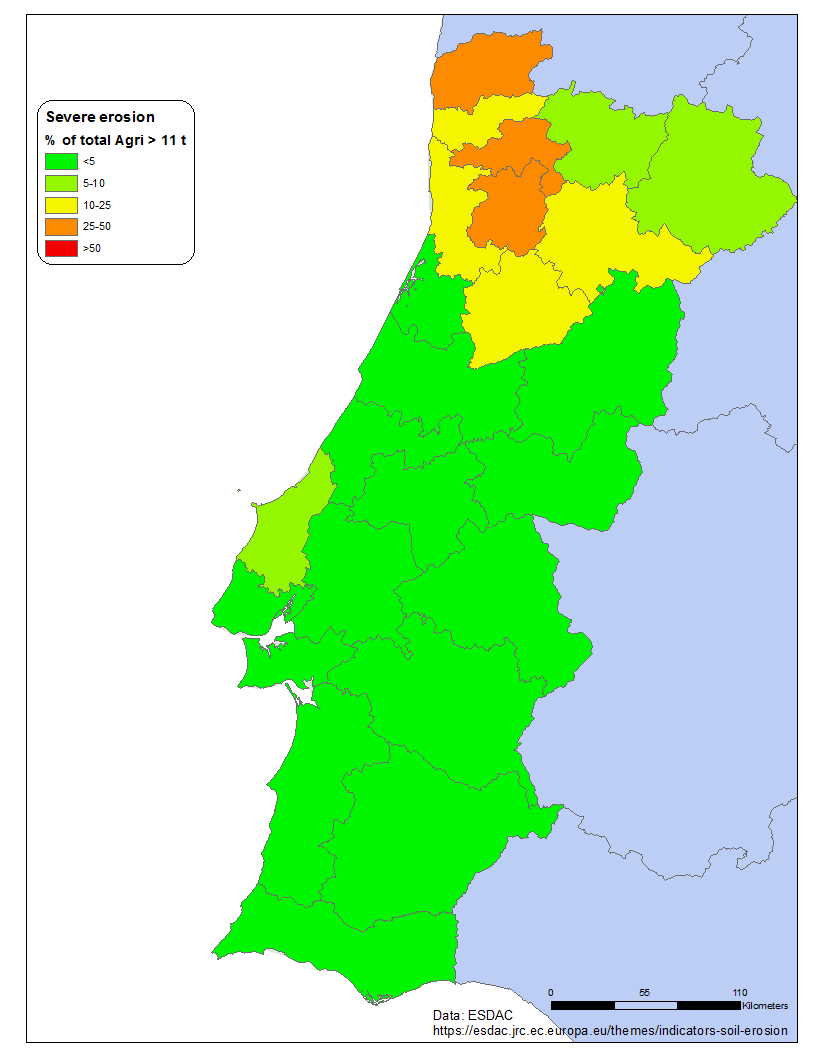 Severe erosion
% of total Agri > 11 t
<5
5-10
10-25
25-50
>50
0 55 110
Kilometers
Data: ESDAC
https://esdac.jrc.ec.europa.eu/themes/indicators-soil-erosion